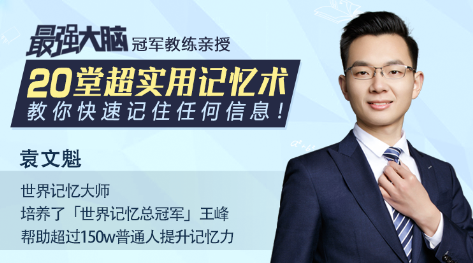 最强大脑 冠军教练亲授
20堂超实用记忆术
教你快速记住任何信息！
袁文魁
世界记忆大师
培养了「世界记忆总冠军」王峰
帮助超过150w普通人提升记忆力